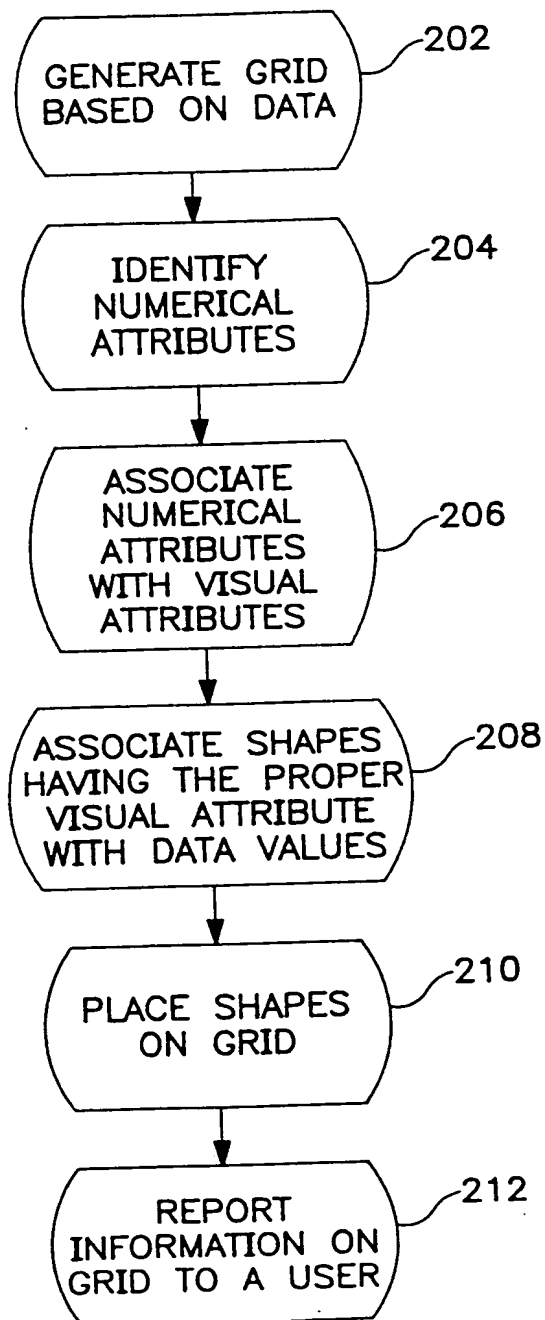 202
GENERATE GRID
BASED ON DATA
204
IDENTIFY
NUMERICAL
ATTRIBUTES
206
ASSOCIATE
NUMERICAL
ATTRIBUTES
WITH VISUAL
ATTRIBUTES
208
ASSOCIATE SHAPES
HAVING THE PROPER
VISUAL ATTRIBUTE
WITH DATA VALUES
210
PLACE SHAPES
ON GRID
212
REPORT
INFORMATION ON
GRID TO A USER